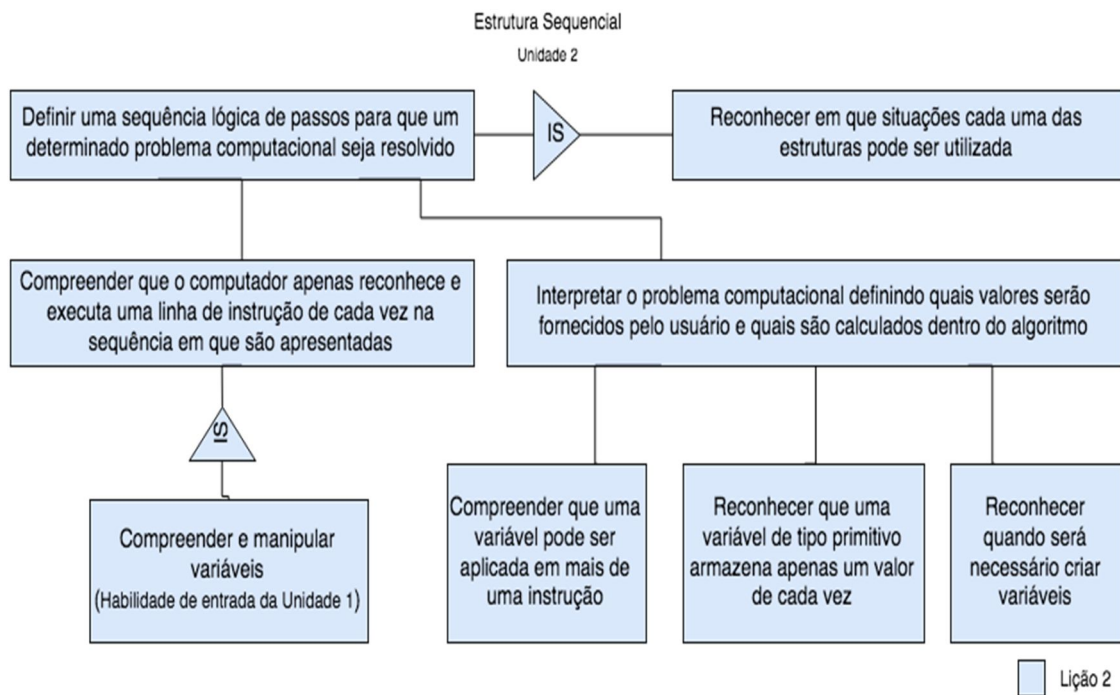 Estrutura Sequencial
Unidade 2
Definir uma sequência lógica de passos para que um
determinado problema computacional seja resolvido
IS
Reconhecer em que situações cada uma das
estruturas pode ser utilizada
Compreender que o computador apenas reconhece e
executa uma linha de instrução de cada vez na
sequência em que são apresentadas
Interpretar o problema computacional definindo quais valores serão
fornecidos pelo usuário e quais são calculados dentro do algoritmo
IS
Compreender e manipular
variáveis
(Habilidade de entrada da Unidade 1)
Compreender que uma
variável pode ser
aplicada em mais de
uma instrução
Reconhecer que uma
variável de tipo primitivo
armazena apenas um valor
de cada vez
Reconhecer
quando será
necessário criar
variáveis
Lição 2